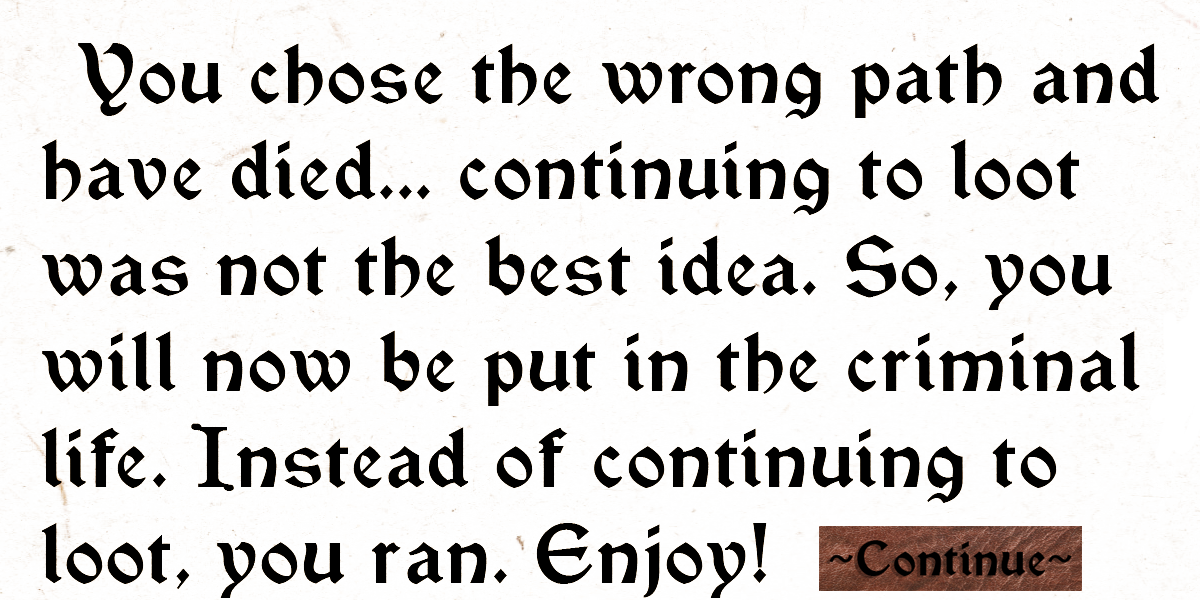 You chose the wrong path and
have died... continuing to loot
was not the best idea. So, you
will now be put in the criminal
life. Instead of continuing to
loot, you ran. Enjoy!
~Continue~